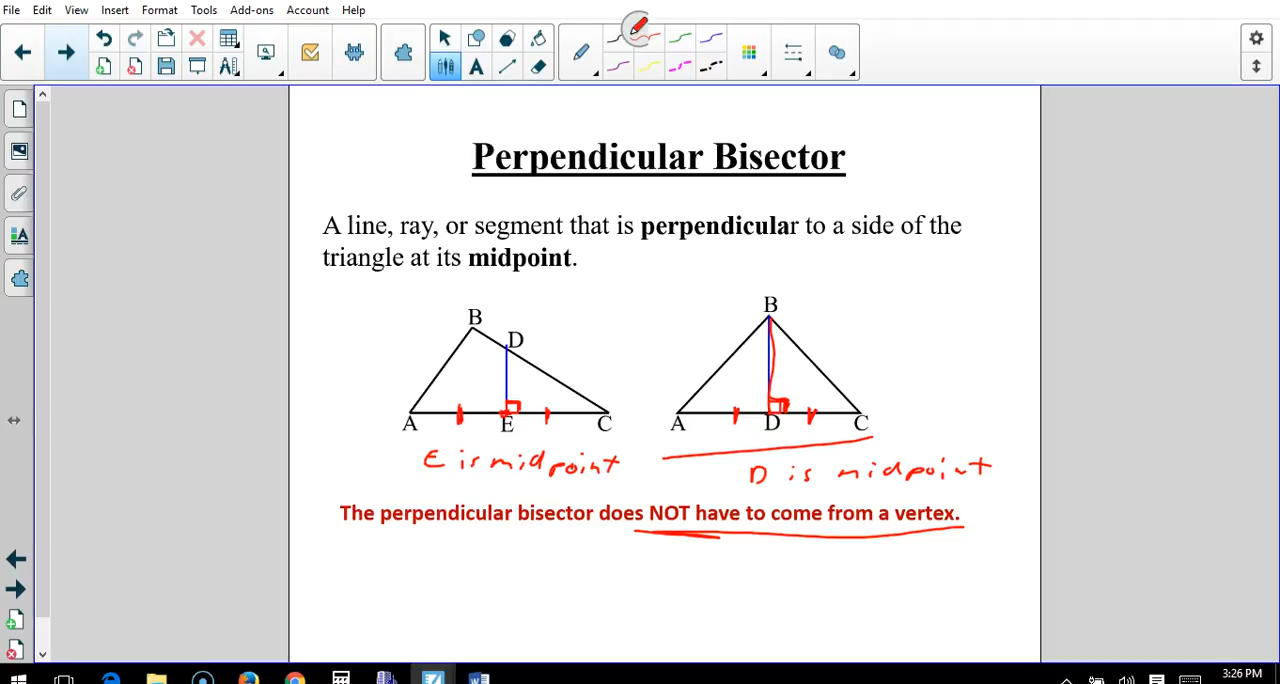 File Edit View Insert Format Tools Add-ons Account Help
Perpendicular Bisector
A line, ray, or segment that is perpendicular to a side of the
triangle at its midpoint.
B
D
A E C
E is midpoint
B
A D C
D is midpoint
The perpendicular bisector does NOT have to come from a vertex.
3:26 PM